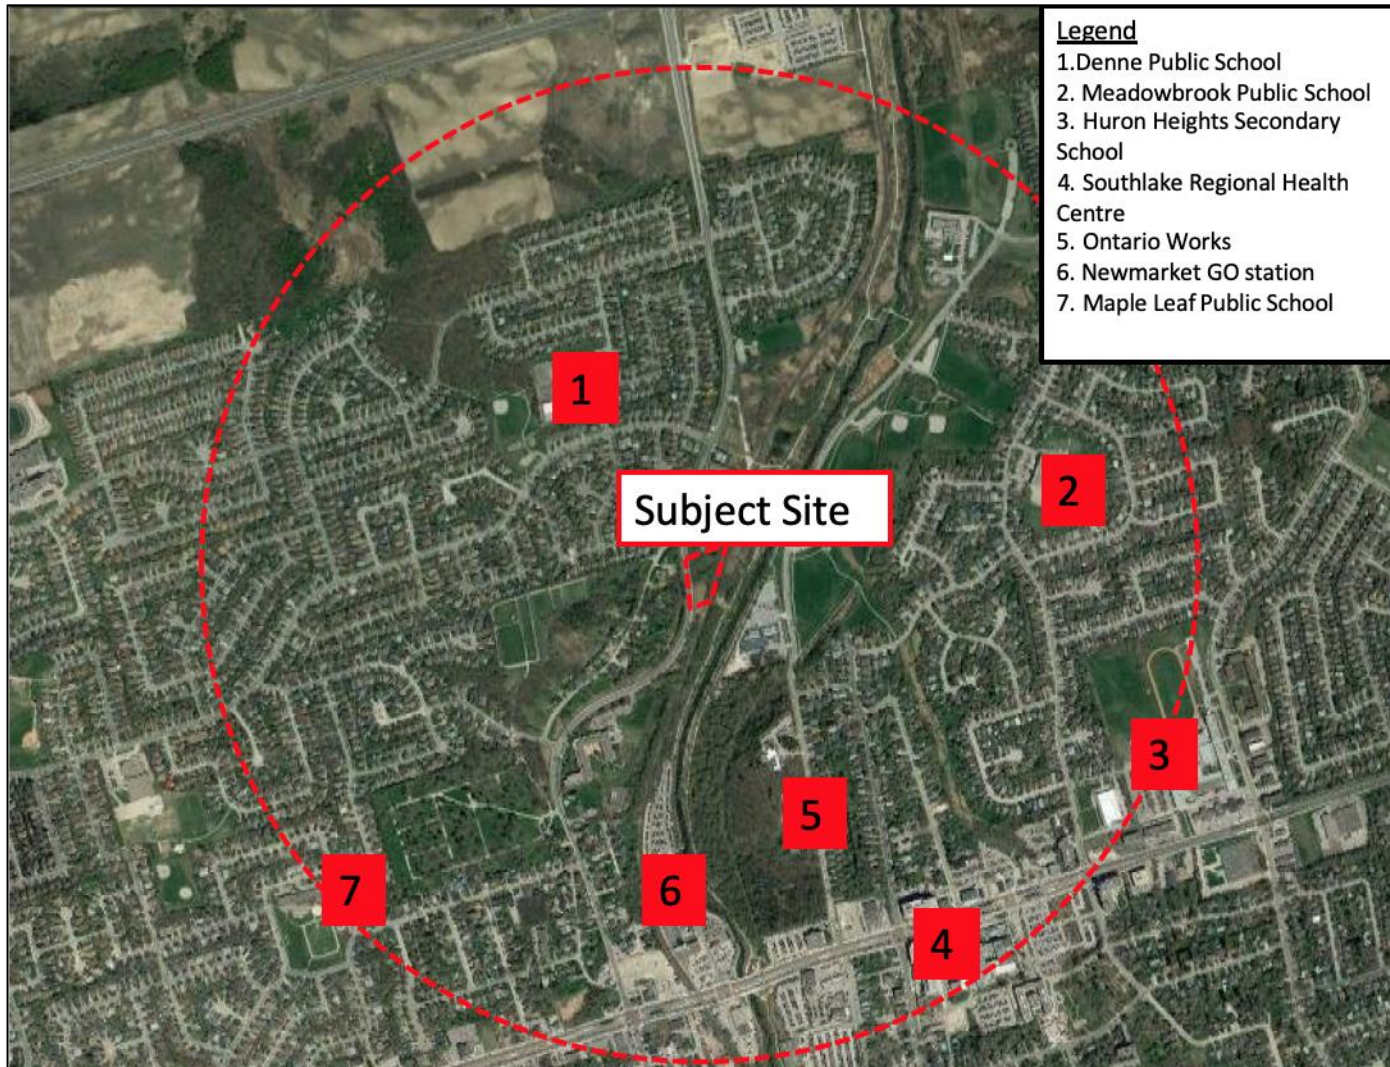 Legend
1.Denne Public School
2. Meadowbrook Public School
3. Huron Heights Secondary
School
4. Southlake Regional Health
Centre
5. Ontario Works
6. Newmarket GO station
7. Maple Leaf Public School
1
2
Subject Site
3
5
7
6
4